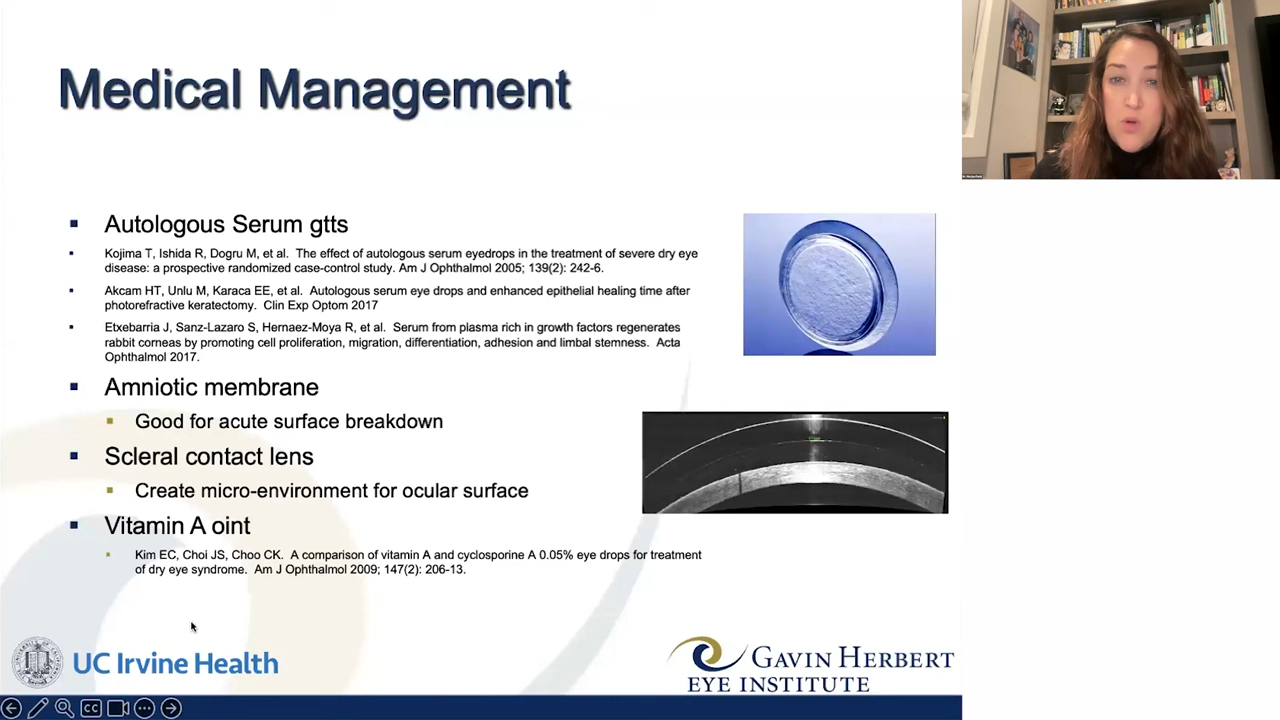 Medical Management
Autologous Serum gtts
Kojima T, Ishida R, Dogru M, et al. The effect of autologous serum eyedrops in the treatment of severe dry eye
disease: a prospective randomized case-control study. Am J Ophthalmol 2005; 139(2): 242-6.
Akcam HT, Unlu M, Karaca EE, et al. Autologous serum eye drops and enhanced epithelial healing time after
photorefractive keratectomy. Clin Exp Optom 2017
Etxebarria J, Sanz-Lazaro S, Hernaez-Moya R, et al. Serum from plasma rich in growth factors regenerates
rabbit corneas by promoting cell proliferation, migration, differentiation, adhesion and limbal stemness. Acta
Ophthalmol 2017.
Amniotic membrane
Good for acute surface breakdown
Scleral contact lens
Create micro-environment for ocular surface
Vitamin A oint
Kim EC, Choi JS, Choo CK. A comparison of vitamin A and cyclosporine A 0.05% eye drops for treatment
of dry eye syndrome. Am J Ophthalmol 2009; 147(2): 206-13.
UC Irvine Health
GAVIN HERBERT
EYE INSTITUTE
CC